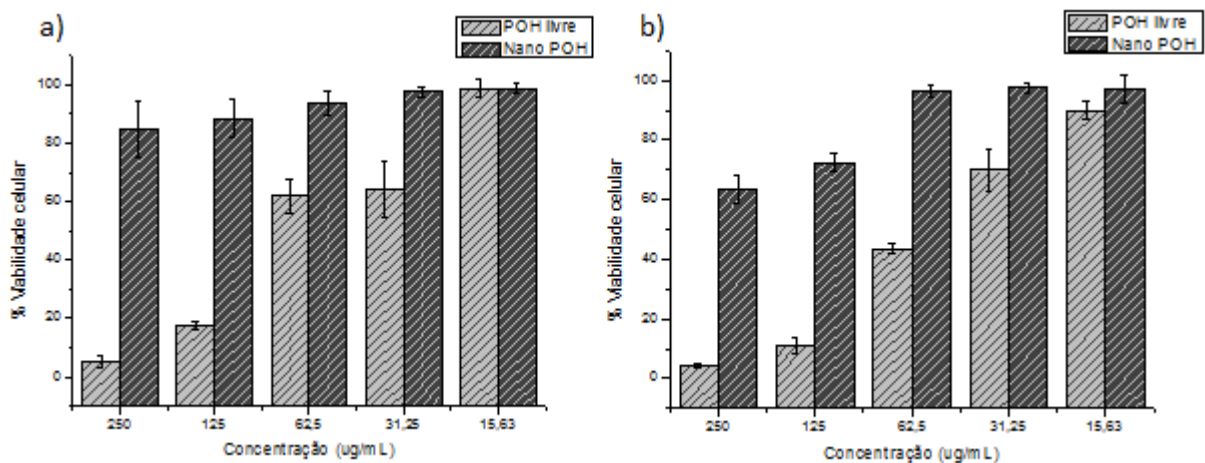 a)
POH livre
Nano POH
% Viabilidade celular
100
80
60
40
20
0
250 125 62,5 31,25 15,63
Concentração (ug/mL)
b)
POH livre
Nano POH
% Viabilidade celular
100
80
60
40
20
0
250 125 62,5 31,25 15,63
Concentração (ug/mL)